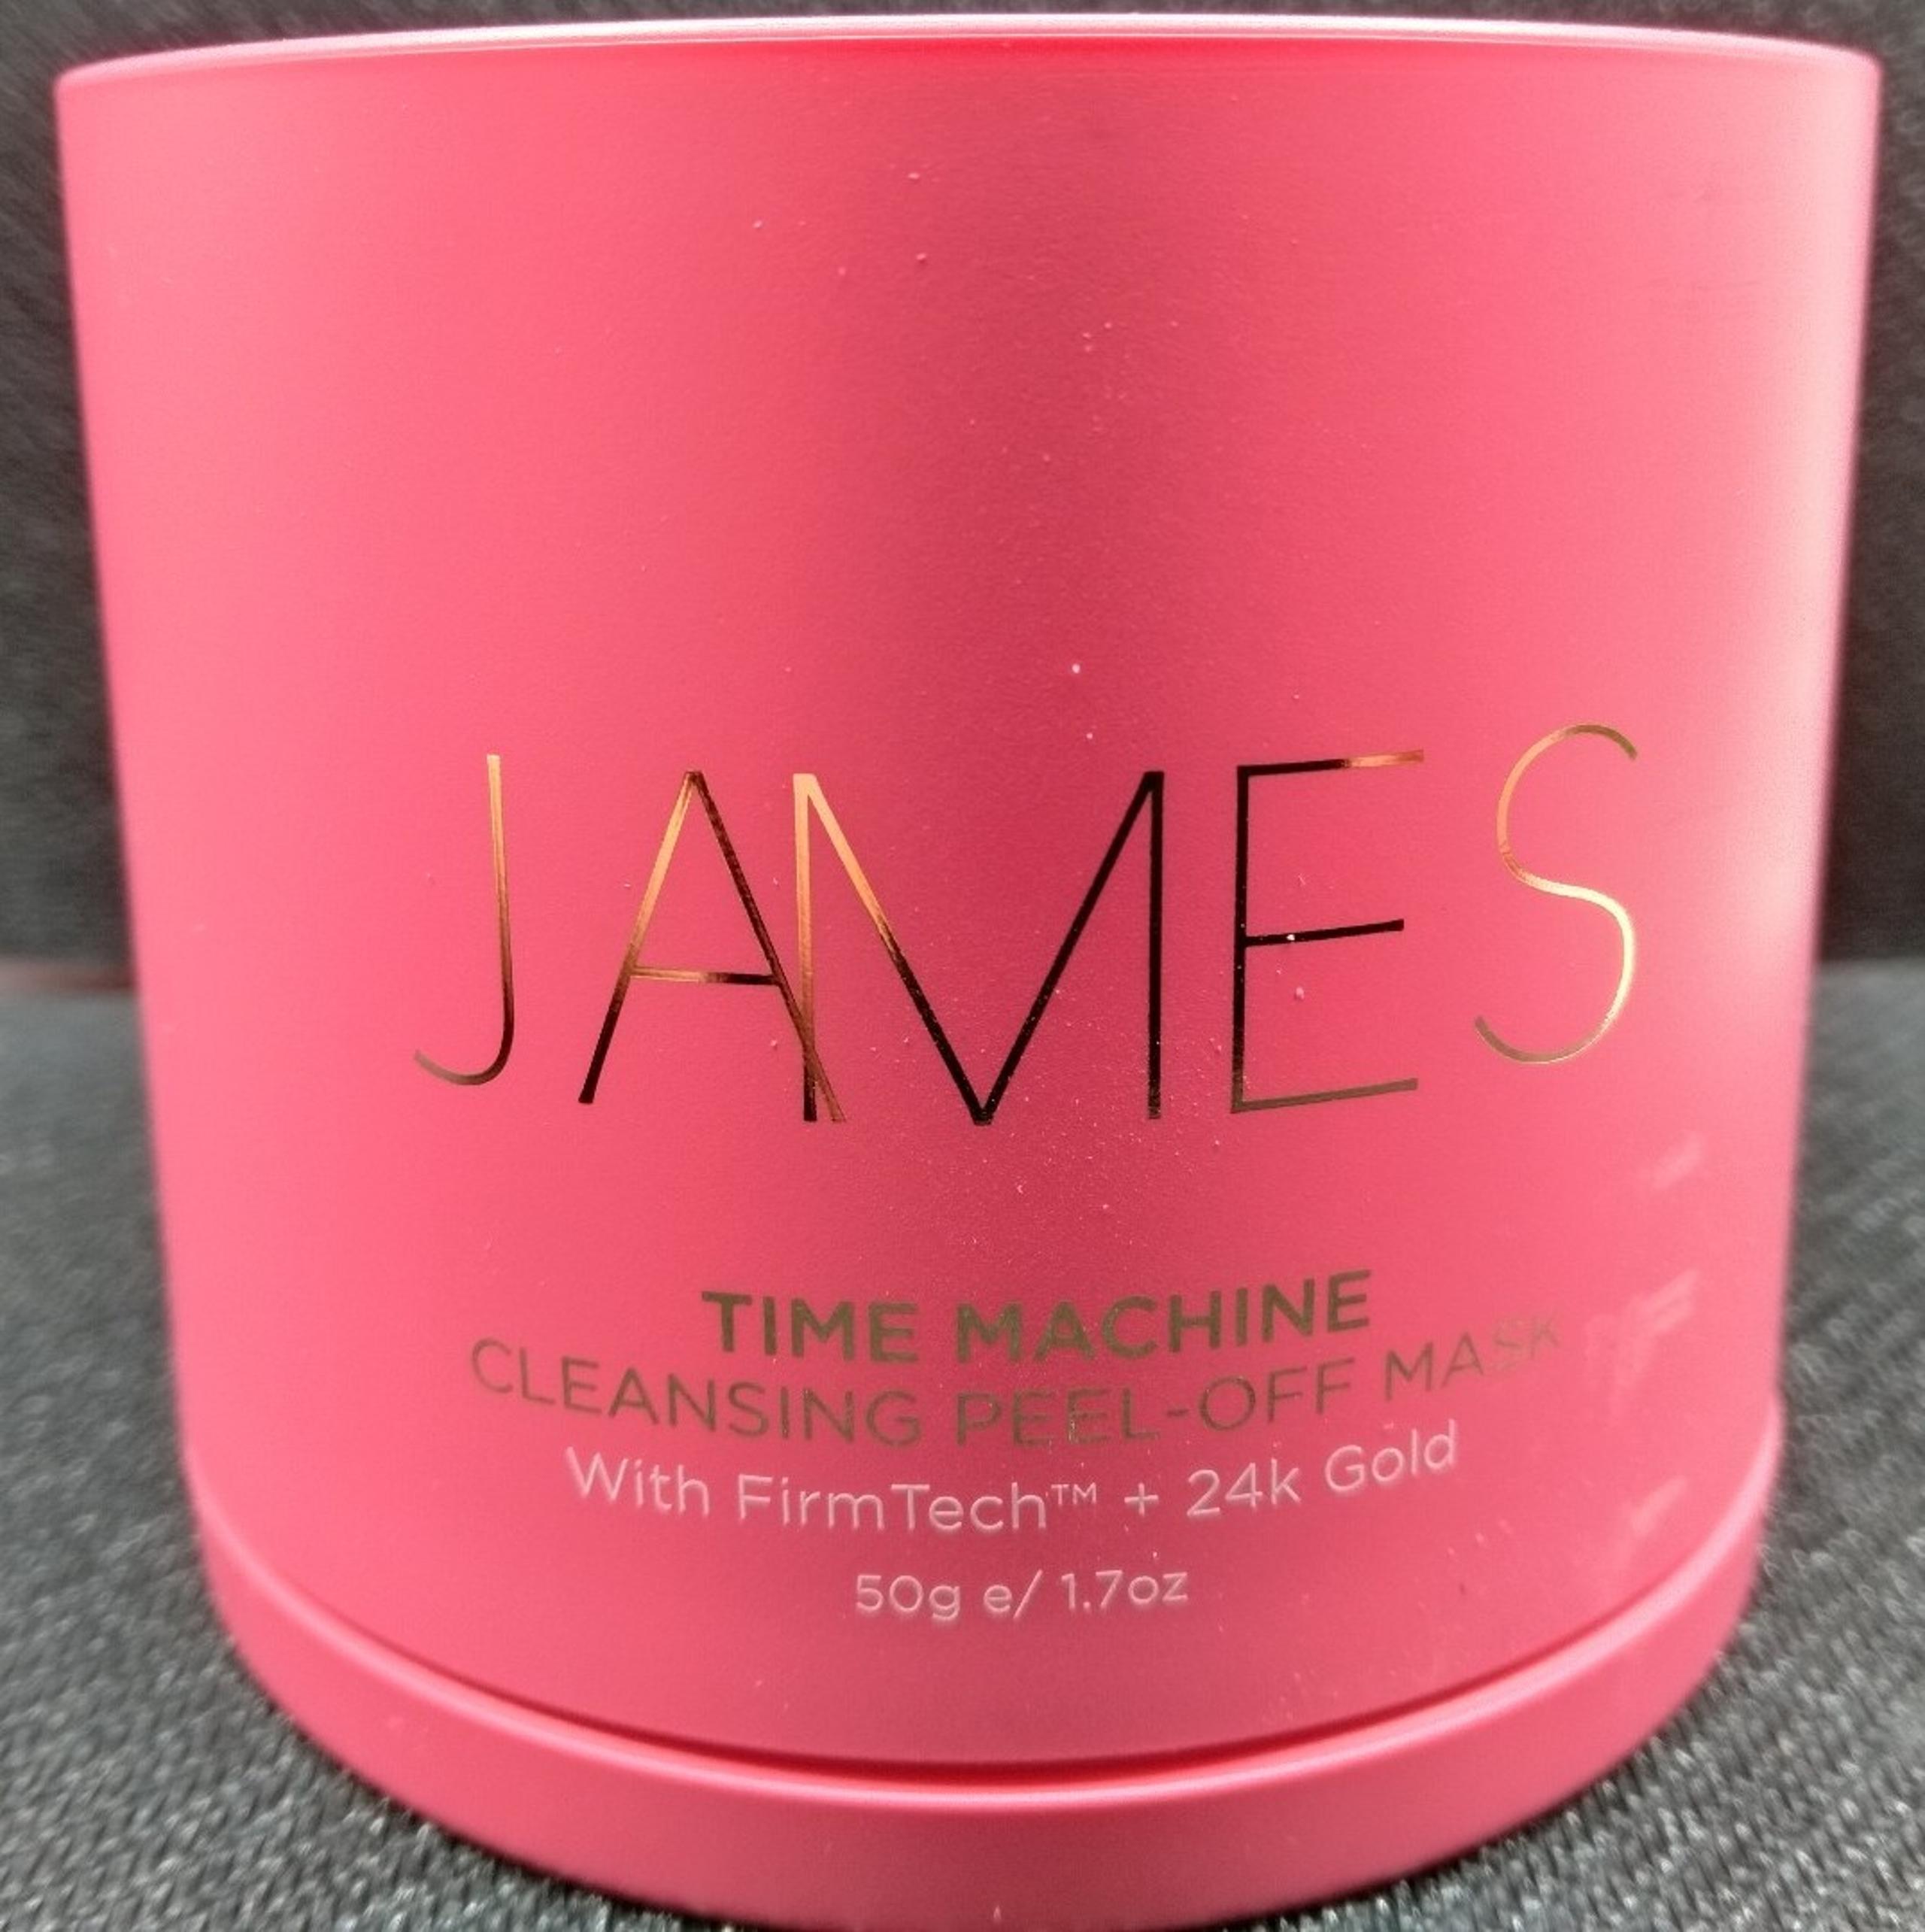 JAMES
TIME MACHINE
CLEANSING PEEL-OFF MASK
With FirmTech™ + 24k Gold
50g e/ 1.7oz